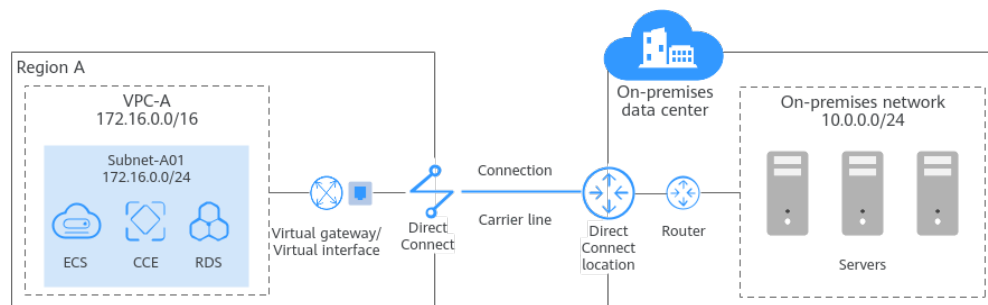 Region A
VPC-A
172.16.0.0/16
Subnet-A01
172.16.0.0/24
ECS
CCE
RDS
Virtual gateway/
Virtual interface
Direct
Connect
Connection
Carrier line
On-premises
data center
Direct
Connect
location
Router
On-premises network
10.0.0.0/24
Servers